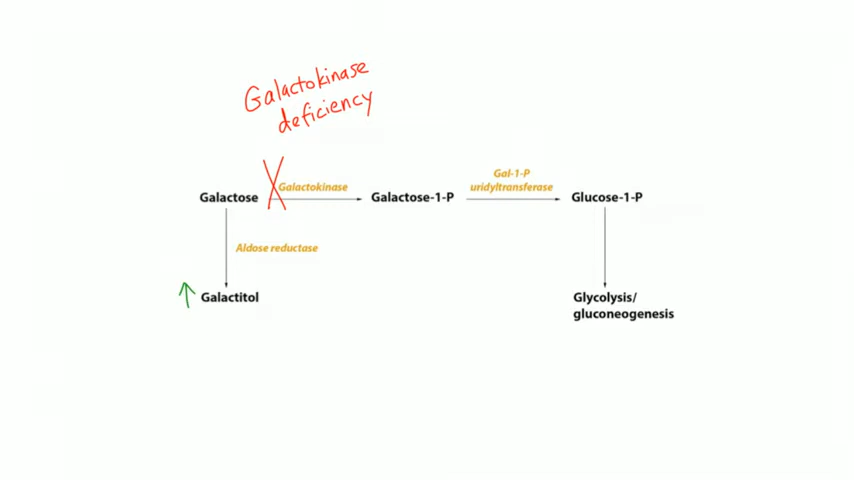 Galactokinase
deficiency
Gal-1-P
Galactokinase
uridyltransferase
Galactose
Galactose-1-P
Glucose-1-P
Aldose reductase
Galactitol
Glycolysis/
gluconeogenesis